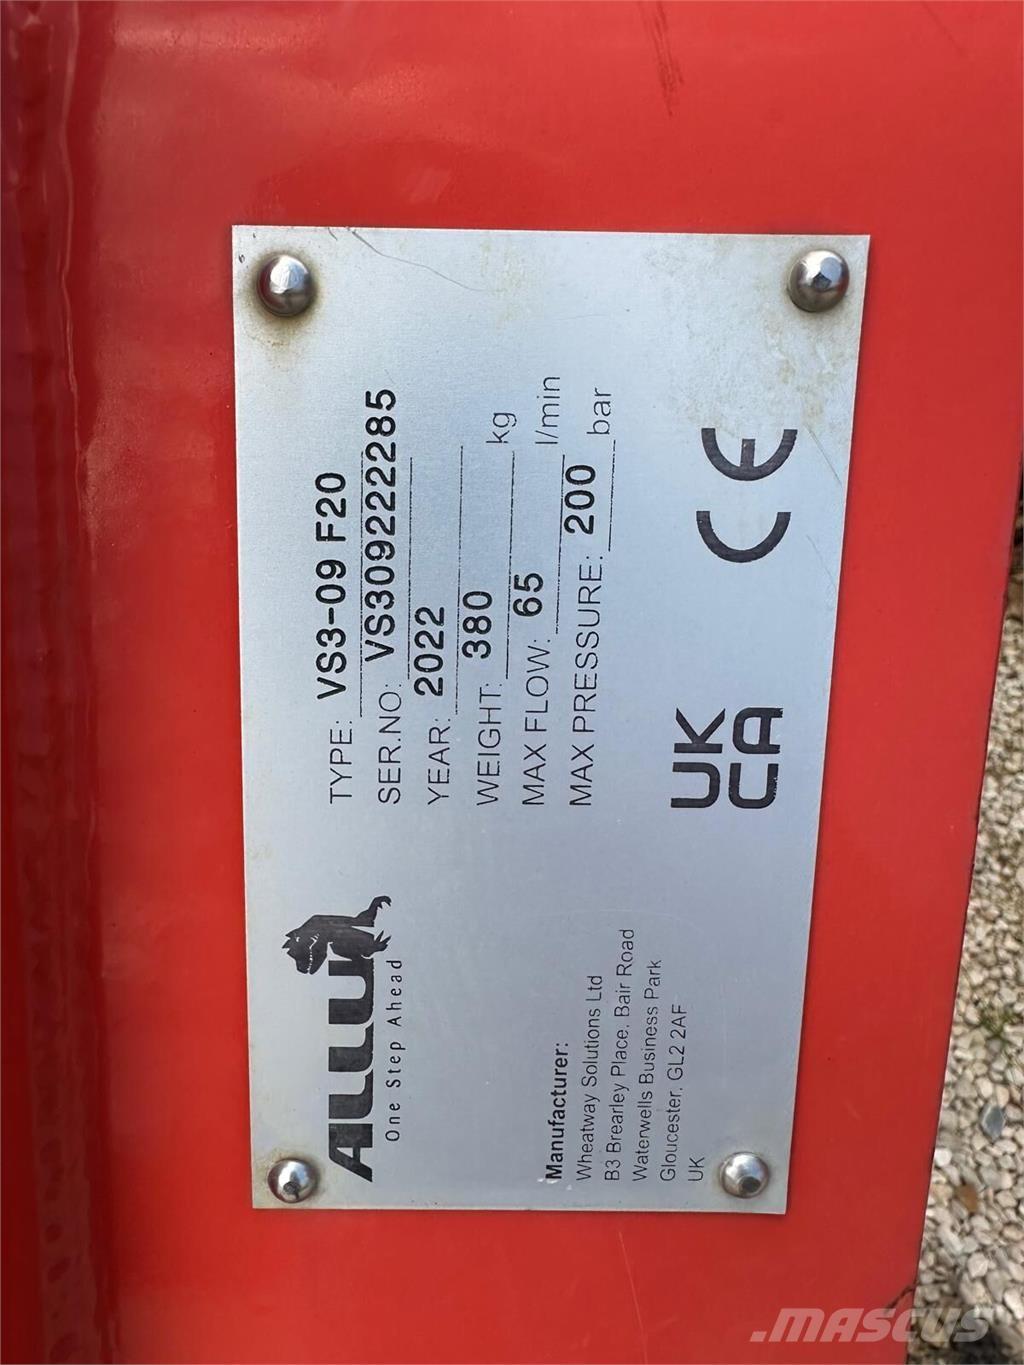 ALLU
One Step Ahead
TYPE: VS3-09 F20
SER.NO: VS309222285
YEAR: 2022
WEIGHT: 380 kg
MAX FLOW: 65 l/min
MAX PRESSURE: 200 bar
Manufacturer:
Wheatway Solutions Ltd
B3 Brearley Place, Bair Road
Waterwells Business Park
Gloucester, GL2 2AF
UK
UK
CA
CE
.MASCUS